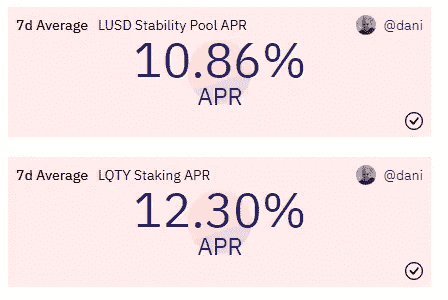 7d Average LUSD Stability Pool APR @dani
10.86%
APR
7d Average LQTY Staking APR @dani
12.30%
APR